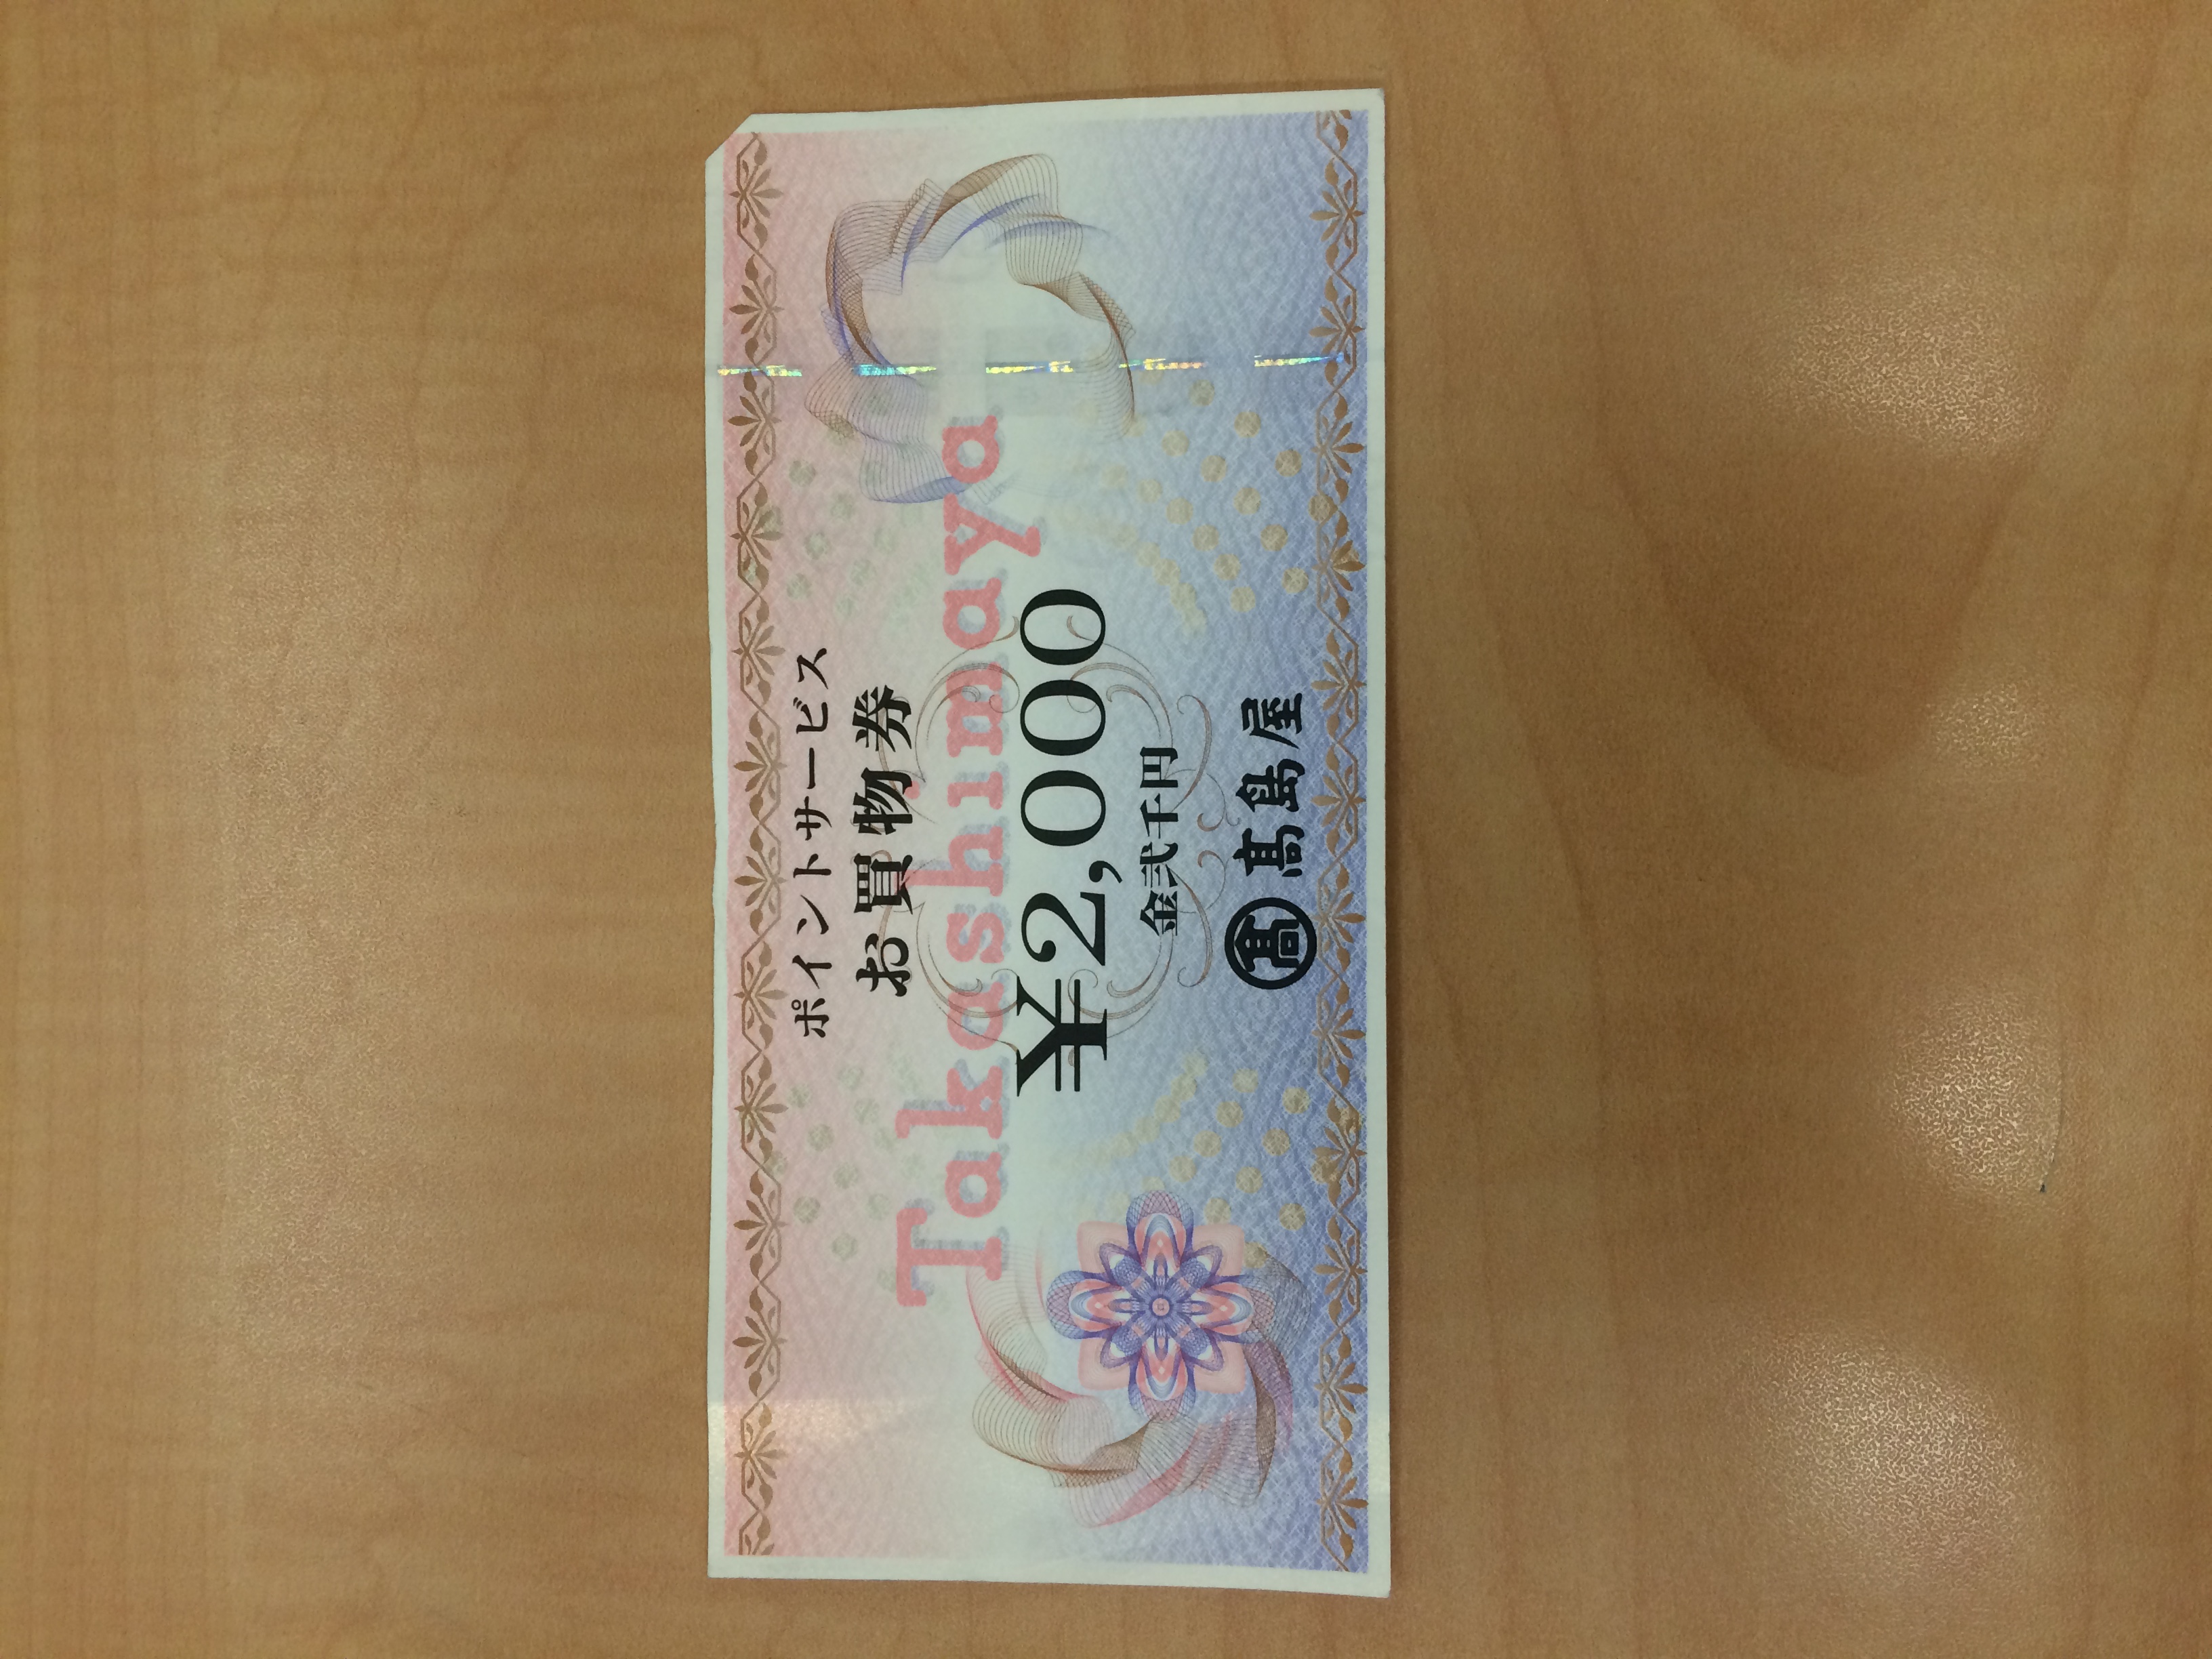 ポイントサービス
お買物券
Takashimaya
¥2,000
金弐千円
髙 髙島屋